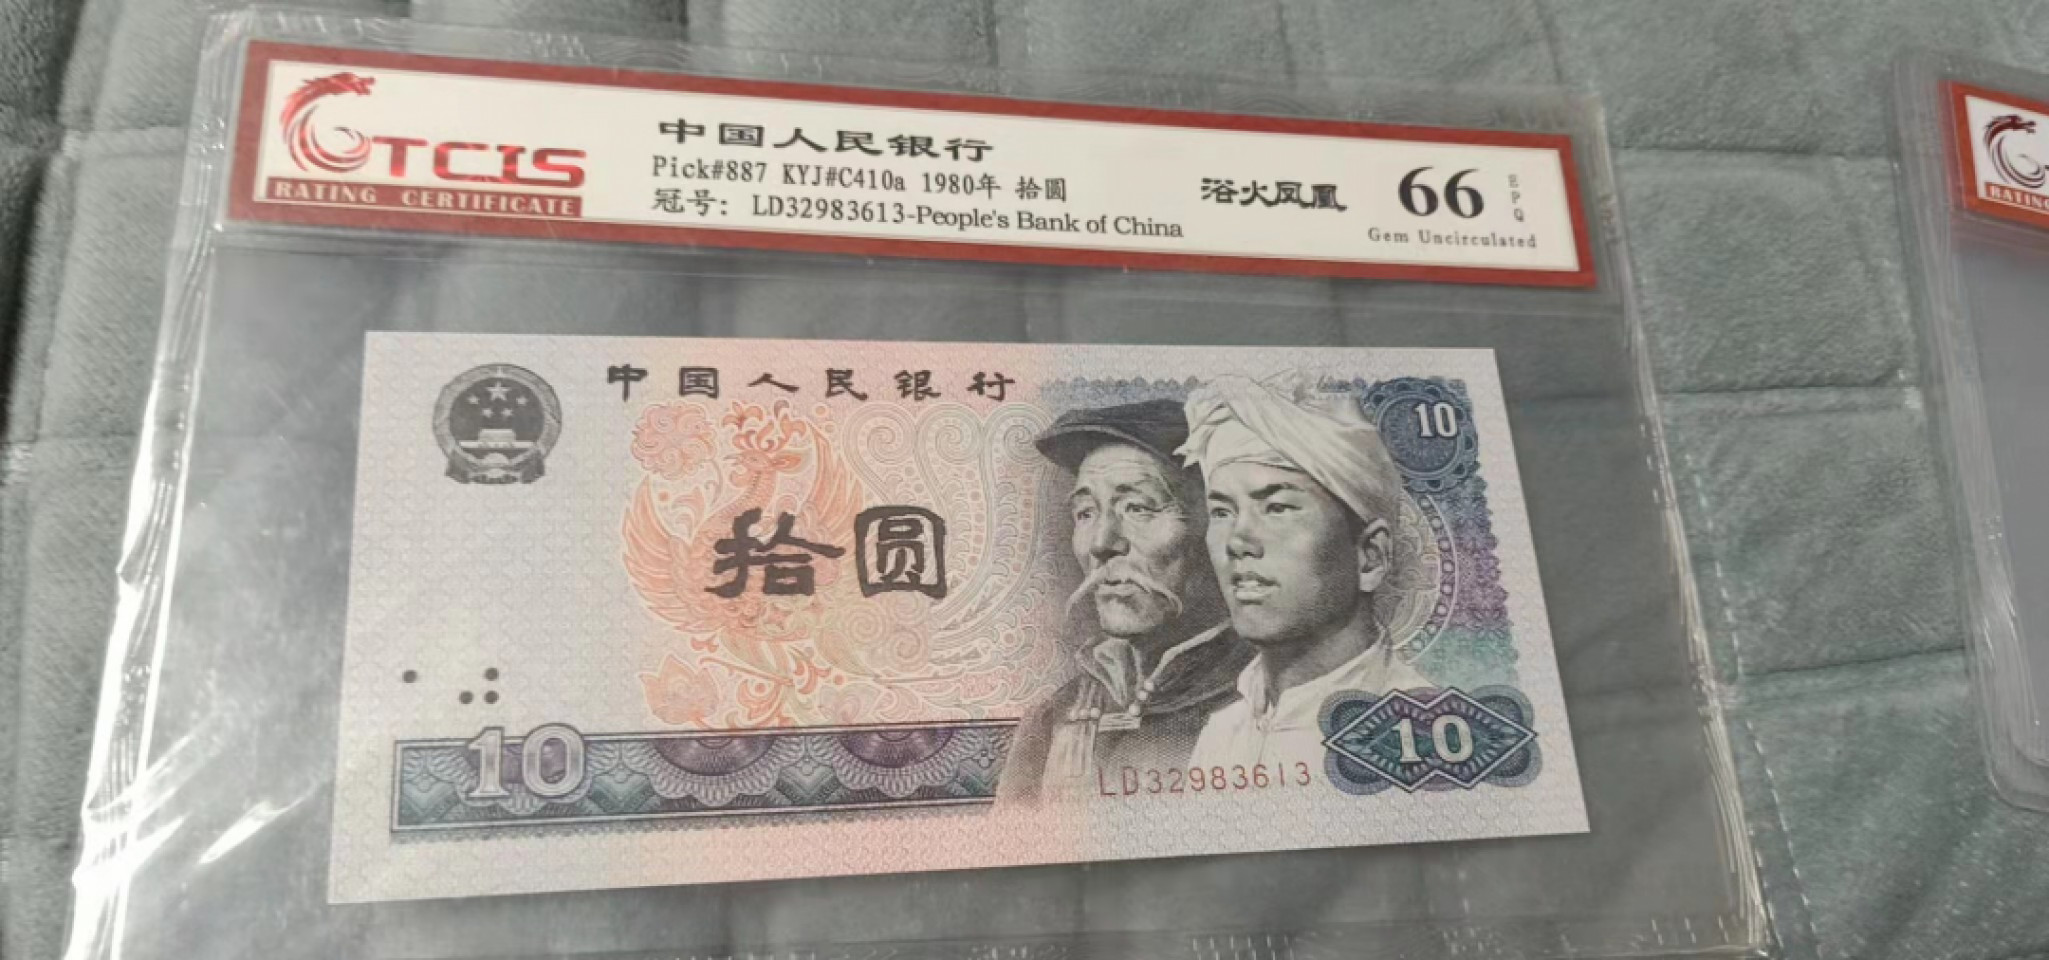 GTCIS
RATING CERTIFICATE
中国人民银行
Pick#887 KYJ#C410a 1980年 拾圆
冠号: LD32983613-People's Bank of China
浴火凤凰
66
EPQ
Gem Uncirculated
中国人民银行
10
拾圆
10
LD32983613
10
RATING